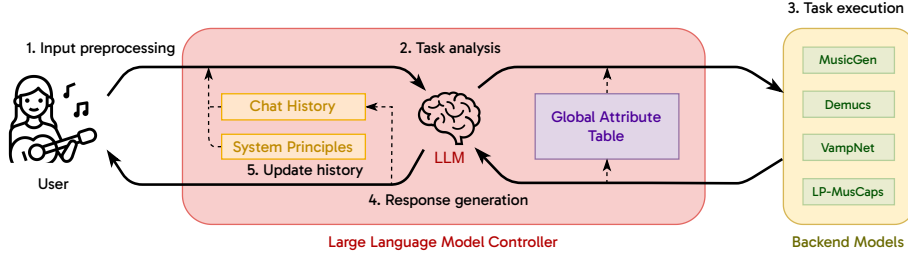 3. Task execution
1. Input preprocessing
2. Task analysis
MusicGen
Chat History
Global Attribute
Table
Demucs
System Principles
LLM
VampNet
5. Update history
User
4. Response generation
LP-MusCaps
Large Language Model Controller
Backend Models